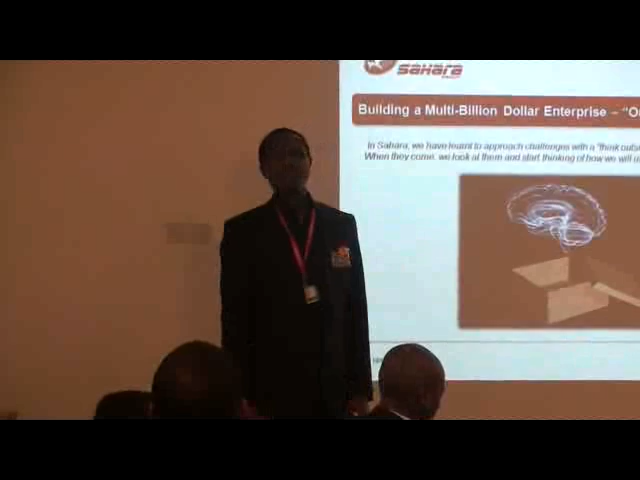 sahara
Building a Multi-Billion Dollar Enterprise – "O
In Sahara, we have learnt to approach challenges with a "think outs
When they come, we look at them and start thinking of how we will u